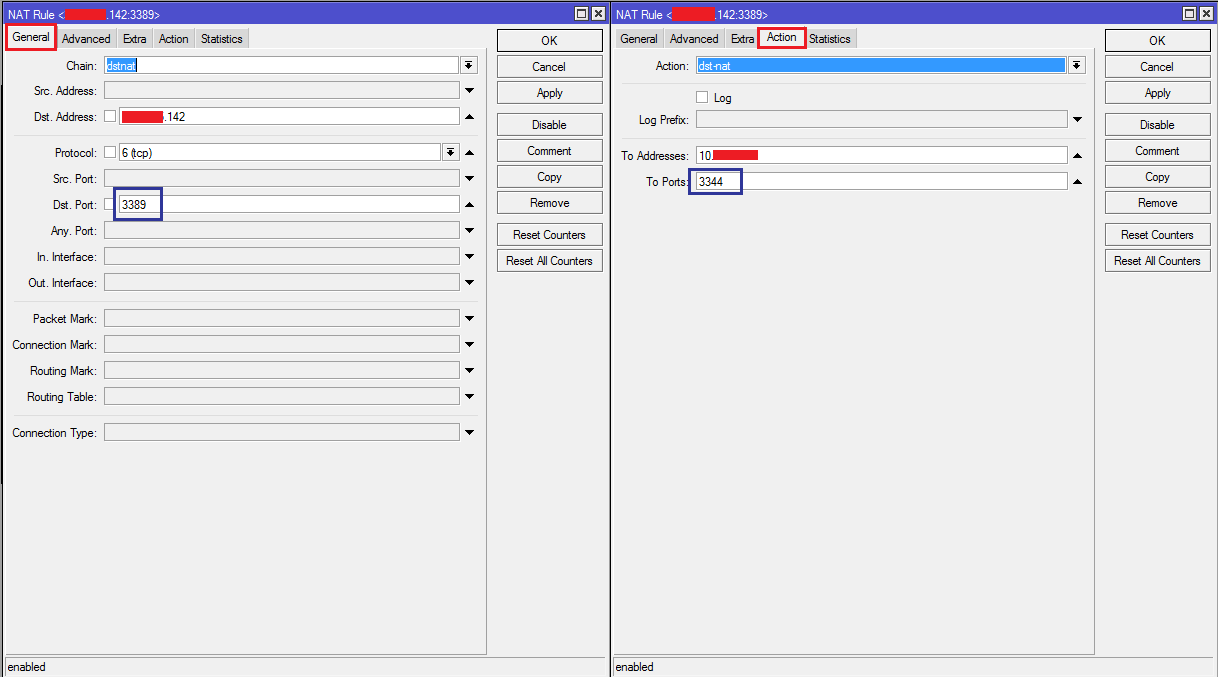 NAT Rule < .142:3389>
General Advanced Extra Action Statistics
Chain: dstnat
Src. Address:
Dst. Address: .142
Protocol: 6 (tcp)
Src. Port:
Dst. Port: 3389
Any. Port:
In. Interface:
Out. Interface:
Packet Mark:
Connection Mark:
Routing Mark:
Routing Table:
Connection Type:
OK
Cancel
Apply
Disable
Comment
Copy
Remove
Reset Counters
Reset All Counters
enabled
NAT Rule < .142:3389>
General Advanced Extra Action Statistics
Action: dst-nat
Log
Log Prefix:
To Addresses: 10.
To Ports: 3344
OK
Cancel
Apply
Disable
Comment
Copy
Remove
Reset Counters
Reset All Counters
enabled